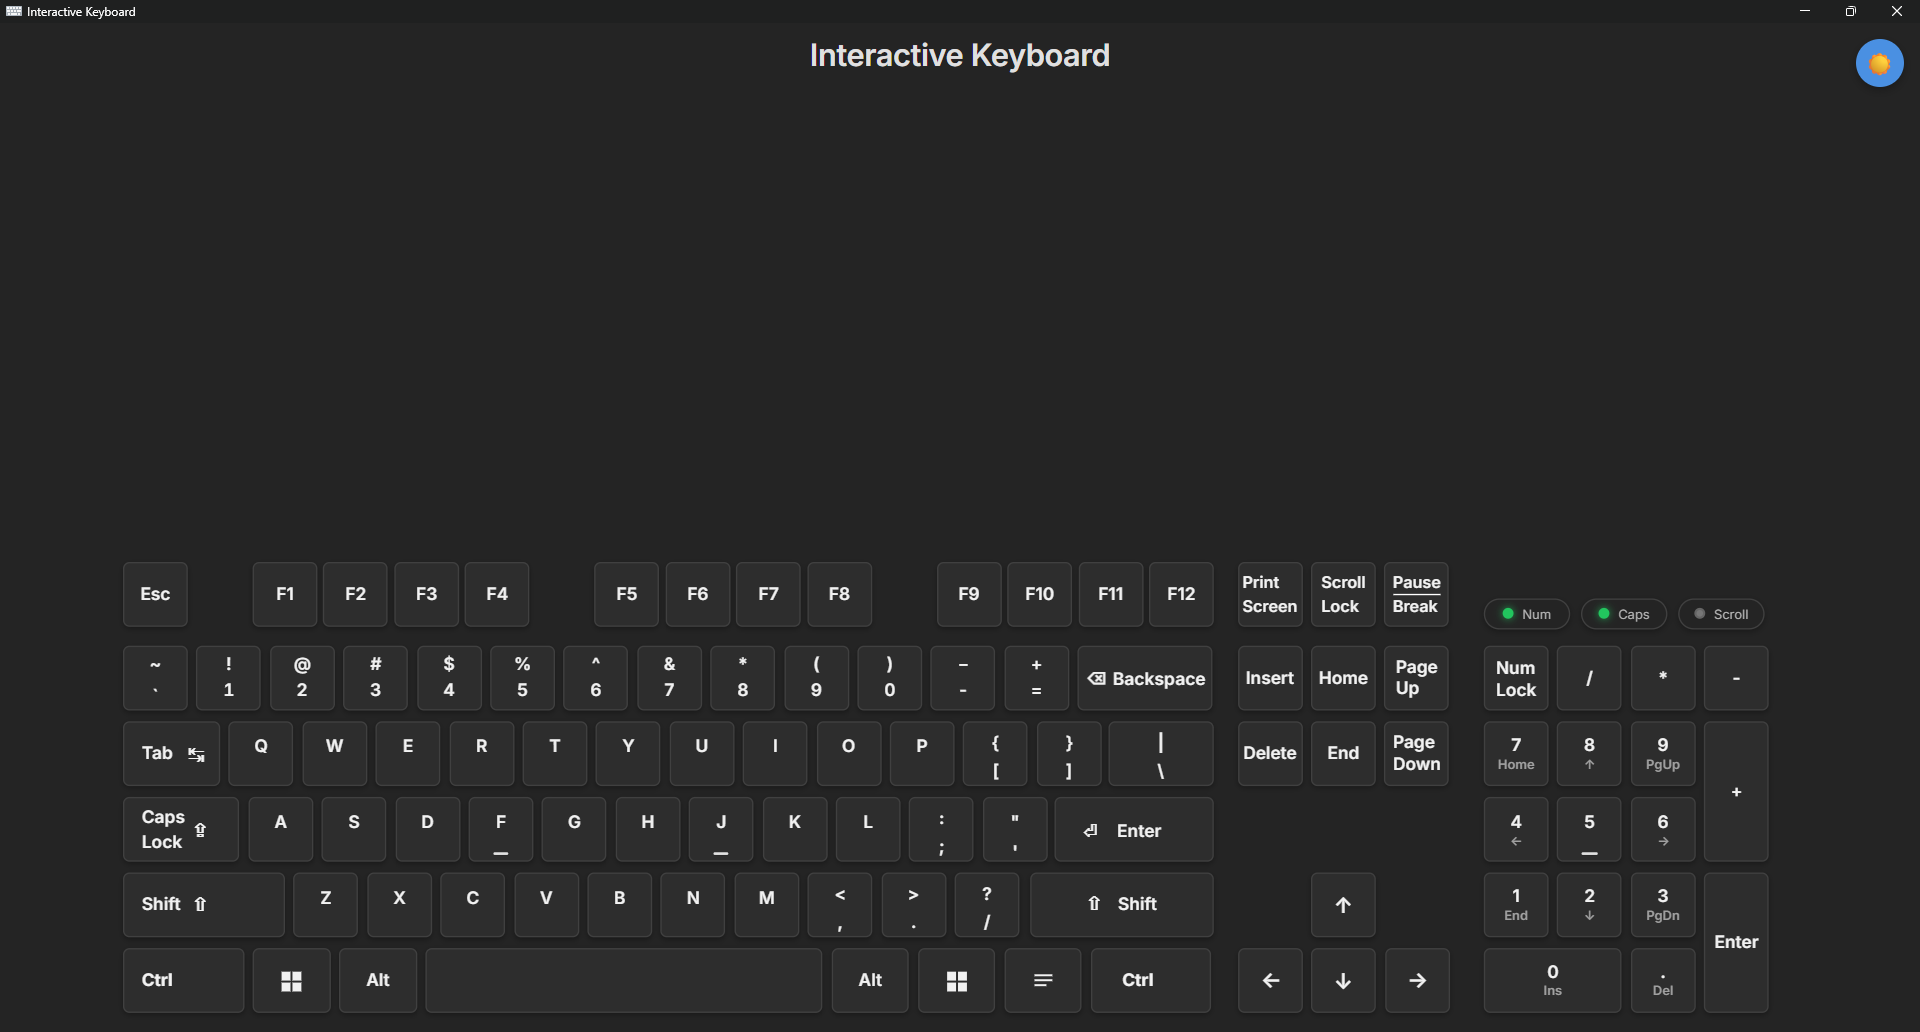 Interactive Keyboard
Interactive Keyboard
Esc F1 F2 F3 F4 F5 F6 F7 F8 F9 F10 F11 F12
Print
Screen
Scroll
Lock
Pause
Break
Num Caps Scroll
~ ! @ # $ % ^ & * ( ) – +
` 1 2 3 4 5 6 7 8 9 0 - =
⌫ Backspace
Insert Home
Page
Up
Num
Lock
/ * -
Tab ↹ Q W E R T Y U I O P { } |
[ ] \
Delete End
Page
Down
7 8 9
Home ↑ PgUp
+
Caps
Lock ⇪
A S D F G H J K L : "
; '
⏎ Enter
4 5 6
← →
Shift ⇧ Z X C V B N M < > ?
, . /
⇧ Shift
↑
1 2 3
End ↓ PgDn
Enter
Ctrl Alt Alt Ctrl
← ↓ →
0 .
Ins Del